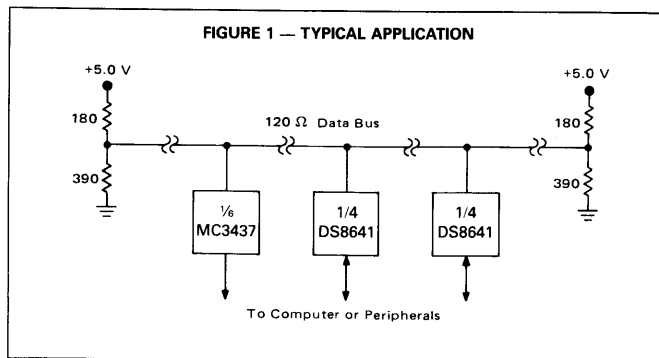 FIGURE 1 — TYPICAL APPLICATION
+5.0 V
+5.0 V
180
120 Ω Data Bus
180
390
390
1/6
MC3437
1/4
DS8641
1/4
DS8641
To Computer or Peripherals